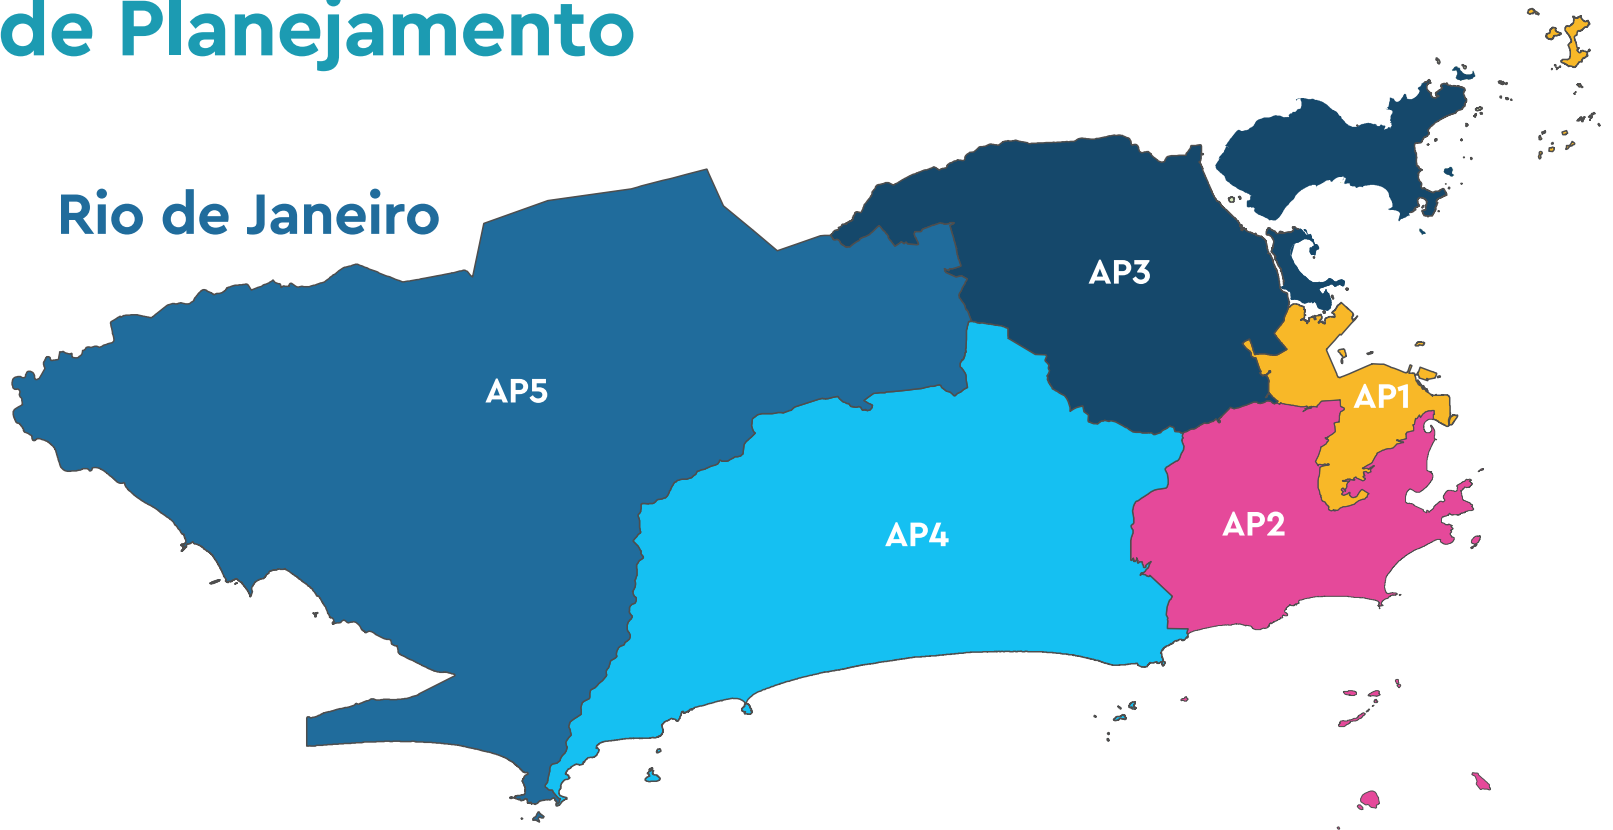 de Planejamento
Rio de Janeiro
AP3
AP5
AP1
AP2
AP4